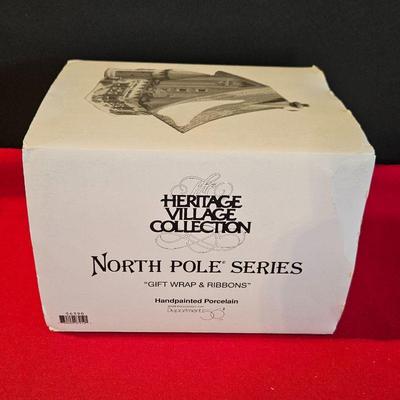 The
HERITAGE
VILLAGE
COLLECTION
NORTH POLE® SERIES
"GIFT WRAP & RIBBONS"
Handpainted Porcelain
Department 56®